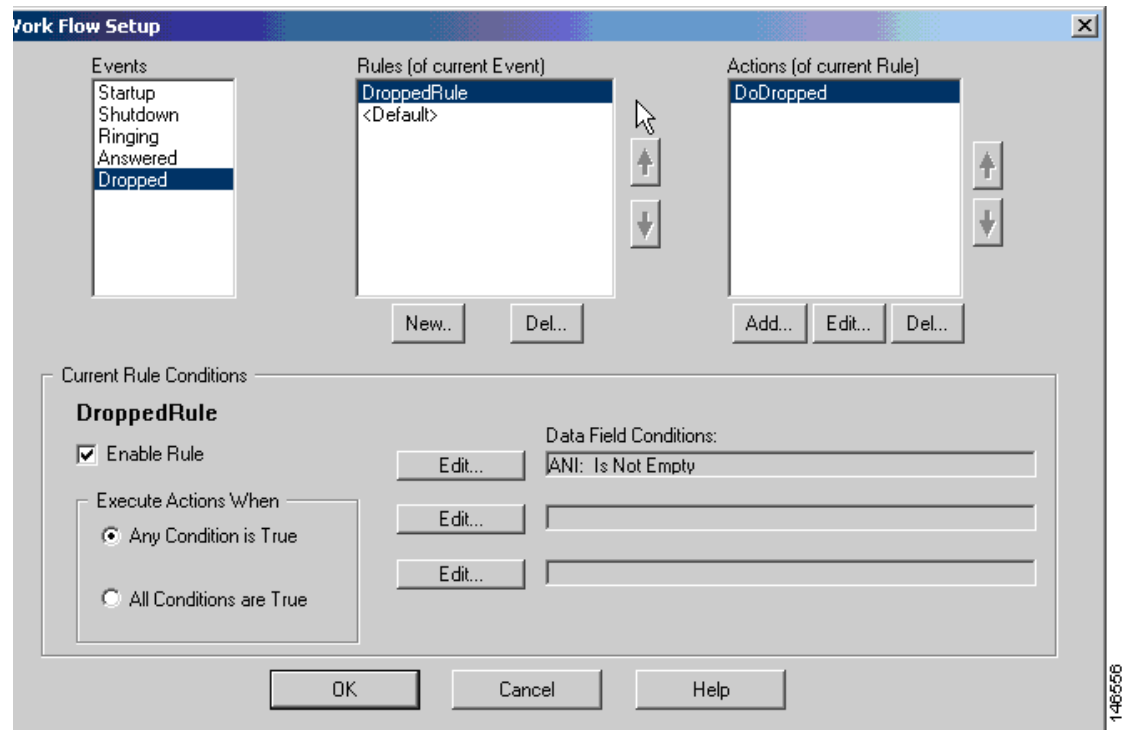 Work Flow Setup
Events
Startup
Shutdown
Ringing
Answered
Dropped
Rules (of current Event)
DroppedRule
<Default>
New..
Del...
Actions (of current Rule)
DoDropped
Add...
Edit...
Del...
Current Rule Conditions
DroppedRule
Enable Rule
Execute Actions When
Any Condition is True
All Conditions are True
Data Field Conditions:
Edit...
ANI: Is Not Empty
Edit...
Edit...
OK
Cancel
Help
146556